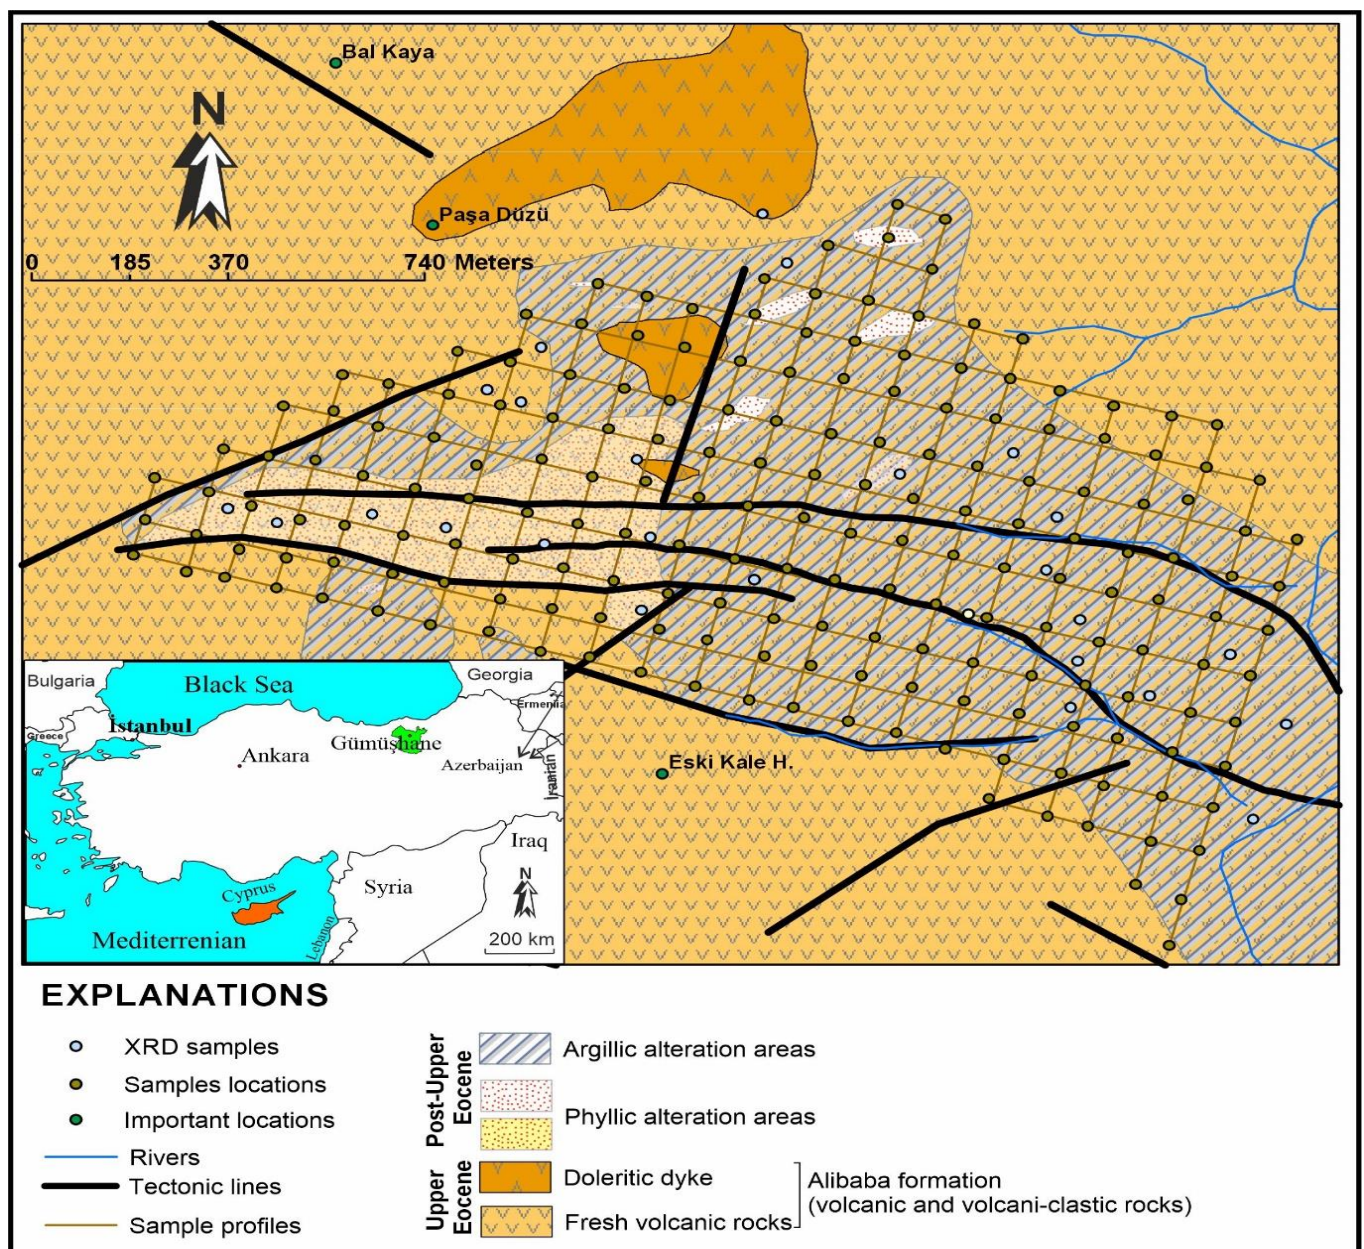 Bal Kaya
N
Paşa Düzü
0 185 370 740 Meters
Eski Kale H.
Bulgaria
Black Sea
Georgia
Ermenia
İstanbul
Greece
Gümüşhane
Ankara
Azerbaijan
Iranian
Iraq
Syria
Cyprus
N
Lebanon
Mediterrenian
200 km
EXPLANATIONS
XRD samples
Samples locations
Important locations
Rivers
Tectonic lines
Sample profiles
Post-Upper
Eocene
Argillic alteration areas
Phyllic alteration areas
Upper
Eocene
Doleritic dyke
Fresh volcanic rocks
Alibaba formation
(volcanic and volcani-clastic rocks)